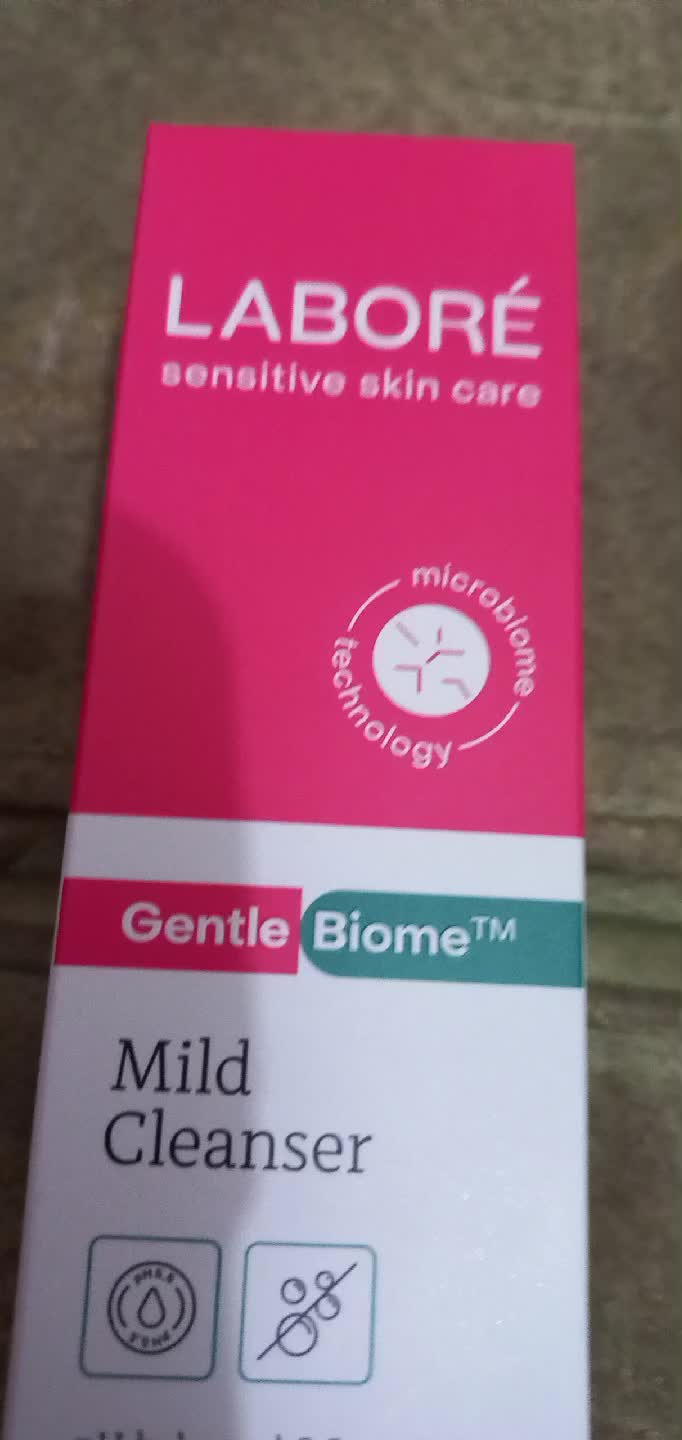 LABORÉ
sensitive skin care
microbiome
technology
Gentle Biome™
Mild
Cleanser